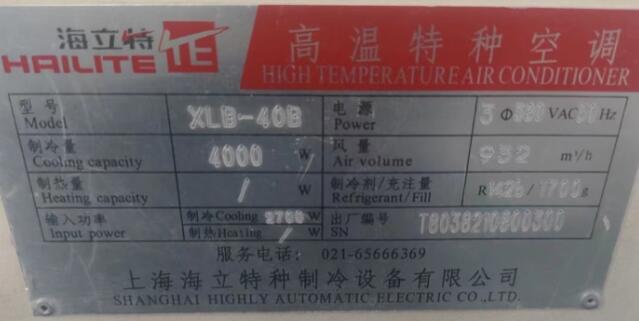 海立特
HAILITE
高温特种空调
HIGH TEMPERATURE AIR CONDITIONER
型号 Model XLB-40B
电源 Power 3Φ380VAC50Hz
制冷量 Cooling capacity 4000 W
风量 Air volume 932 m³/h
制热量 Heating capacity / W
制冷剂/充注量 Refrigerant/Fill R142b/1700g
输入功率 Input power 制冷Cooling 2700 W
制热Heating / W
出厂编号 SN T8038210800300
服务电话: 021-65666369
上海海立特种制冷设备有限公司
SHANGHAI HIGHLY AUTOMATIC ELECTRIC CO.,LTD.